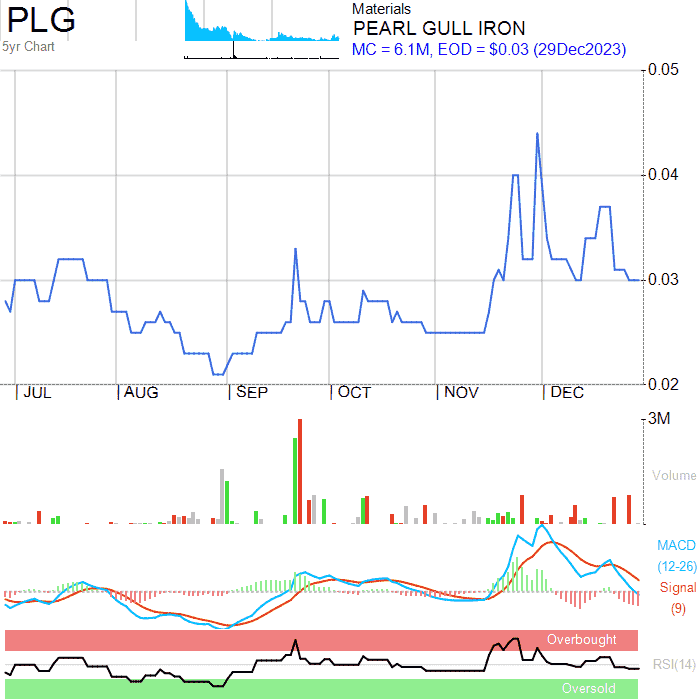 PLG
5yr Chart
Materials
PEARL GULL IRON
MC = 6.1M, EOD = $0.03 (29Dec2023)
0.05
0.04
0.03
0.02
JUL AUG SEP OCT NOV DEC
3M
Volume
MACD
(12-26)
Signal
(9)
Overbought
RSI(14)
Oversold